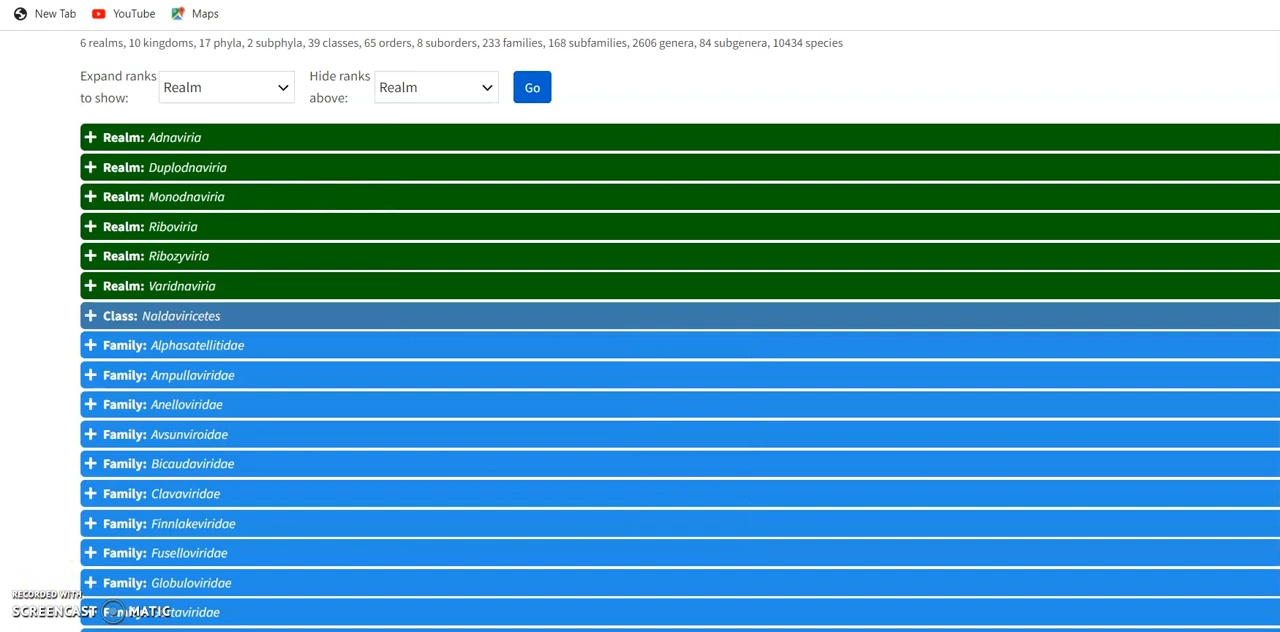 New Tab YouTube Maps
6 realms, 10 kingdoms, 17 phyla, 2 subphyla, 39 classes, 65 orders, 8 suborders, 233 families, 168 subfamilies, 2606 genera, 84 subgenera, 10434 species
Expand ranks to show: Realm Hide ranks above: Realm Go
Realm: Adnaviria
Realm: Duplodnaviria
Realm: Monodnaviria
Realm: Riboviria
Realm: Ribozyviria
Realm: Varidnaviria
Class: Naldaviricetes
Family: Alphasatellitidae
Family: Ampullaviridae
Family: Anelloviridae
Family: Avsunviroidae
Family: Bicaudaviridae
Family: Clavaviridae
Family: Finnlakeviridae
Family: Fuselloviridae
Family: Globuloviridae
RECORDED WITH
SCREENCAST MATIC